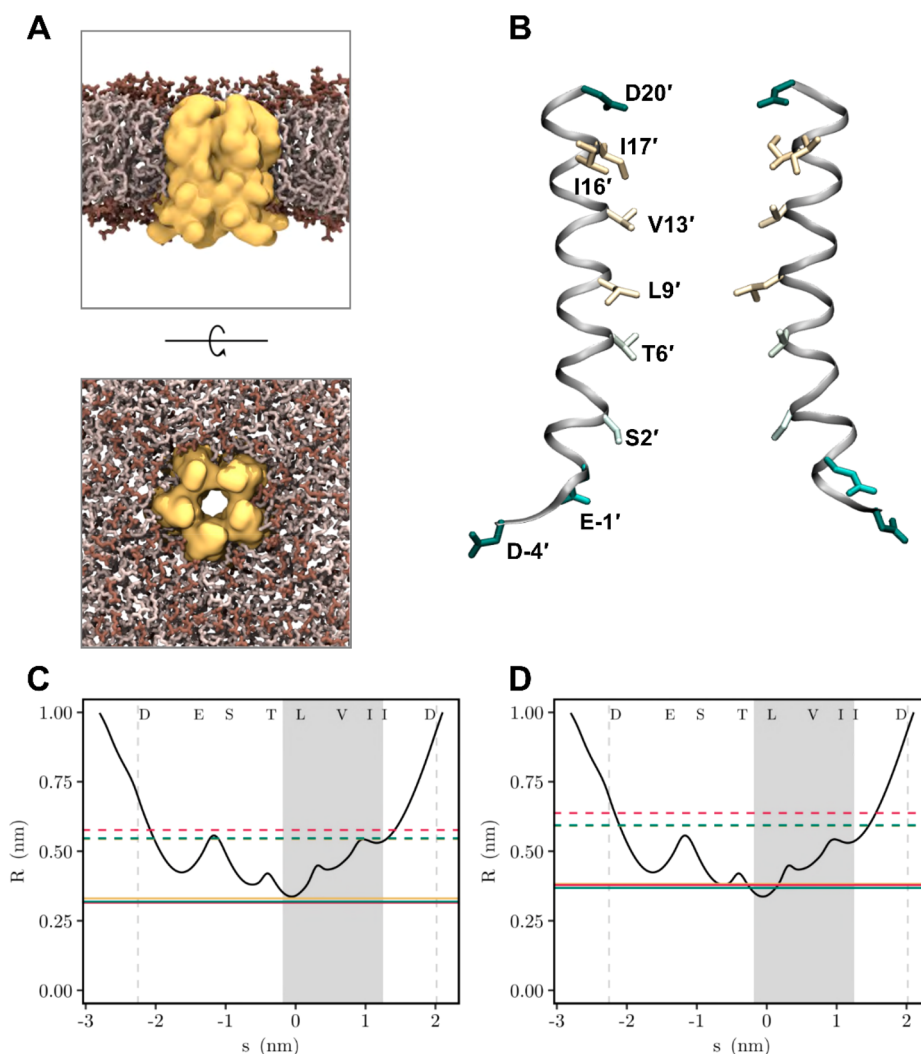 A
B
D20′
I17′
I16′
V13′
L9′
T6′
S2′
E-1′
D-4′
C
D
1.00
0.75
0.50
0.25
0.00
R (nm)
D E S T L V I I D
-3 -2 -1 0 1 2
s (nm)
1.00
0.75
0.50
0.25
0.00
R (nm)
D E S T L V I I D
-3 -2 -1 0 1 2
s (nm)